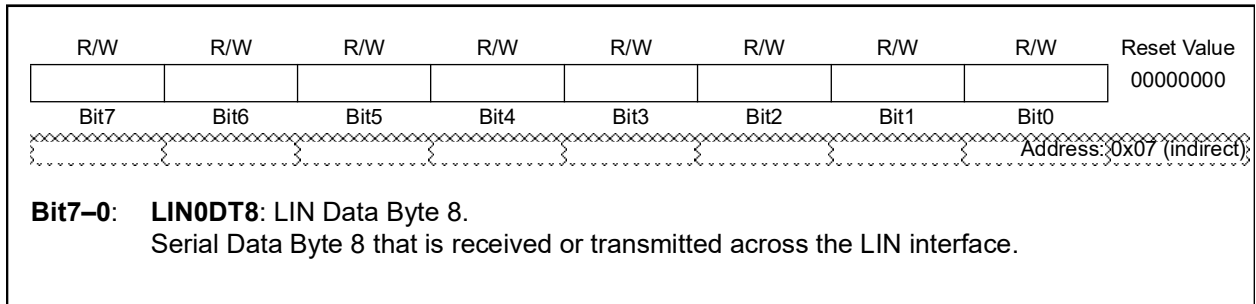 R/W R/W R/W R/W R/W R/W R/W R/W Reset Value
00000000
Bit7 Bit6 Bit5 Bit4 Bit3 Bit2 Bit1 Bit0
Address: 0x07 (indirect)
Bit7–0: LIN0DT8: LIN Data Byte 8.
Serial Data Byte 8 that is received or transmitted across the LIN interface.